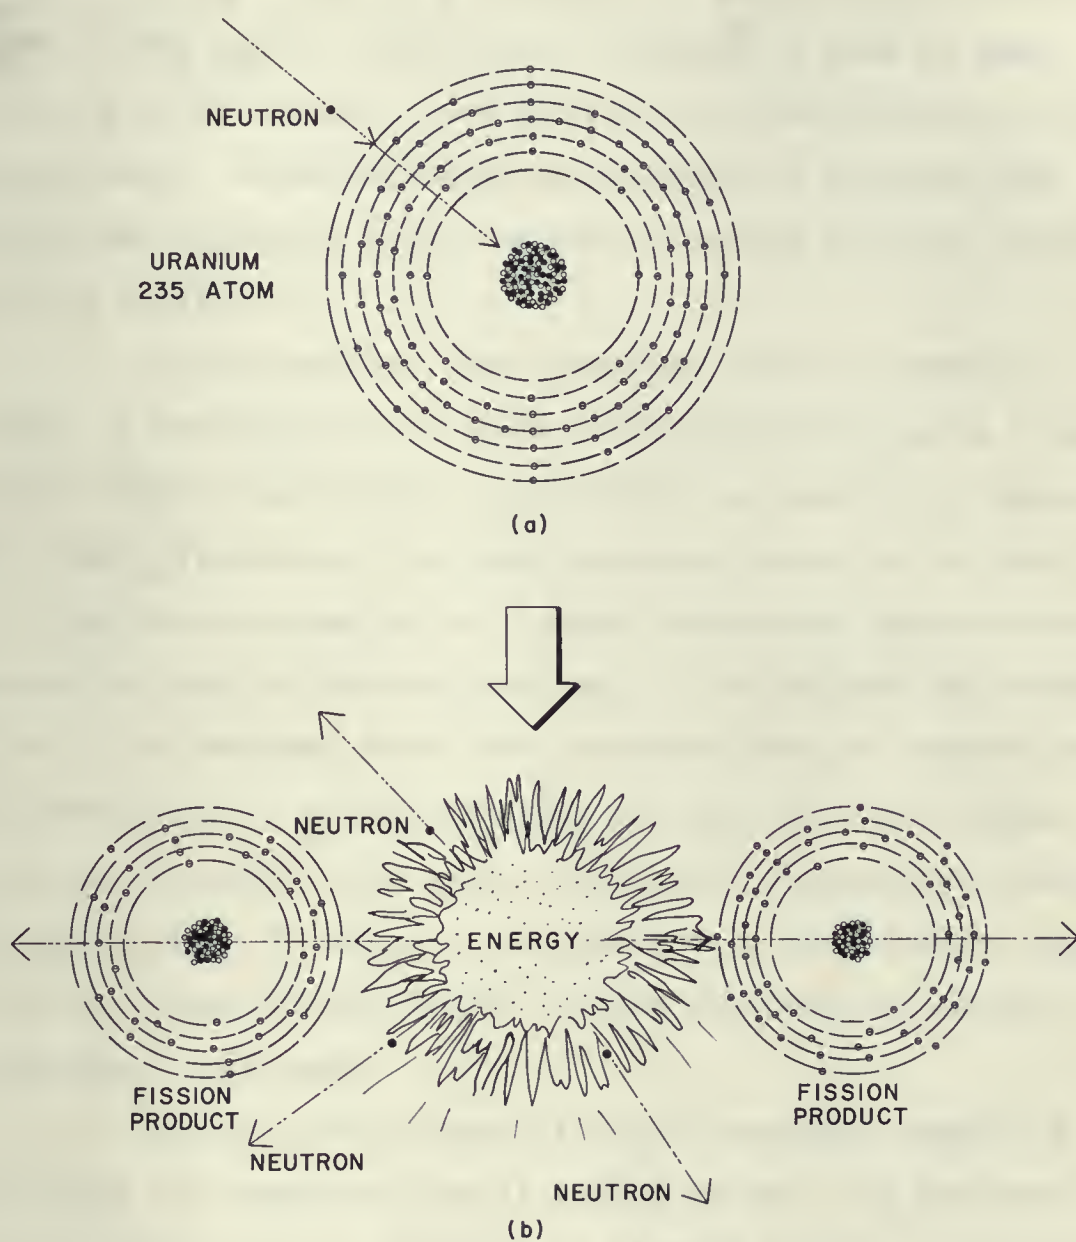 NEUTRON
URANIUM
235 ATOM
(a)
NEUTRON
ENERGY
FISSION
PRODUCT
FISSION
PRODUCT
NEUTRON
NEUTRON
(b)